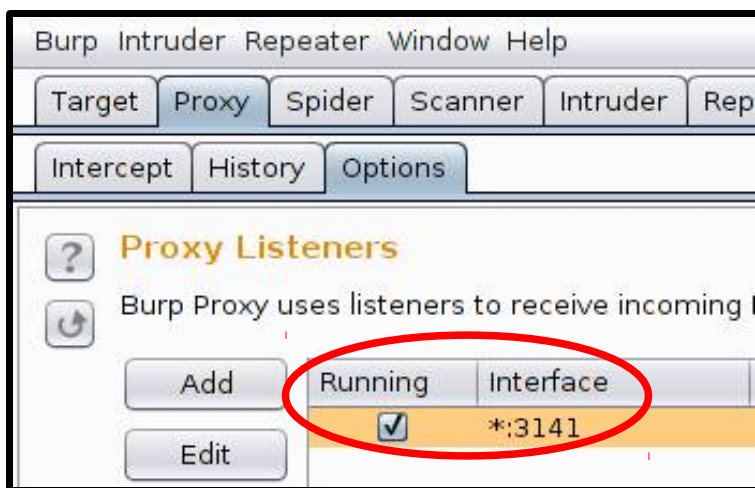 Burp Intruder Repeater Window Help
Target Proxy Spider Scanner Intruder Rep
Intercept History Options
? Proxy Listeners
Burp Proxy uses listeners to receive incoming
Add Running Interface
*:3141
Edit